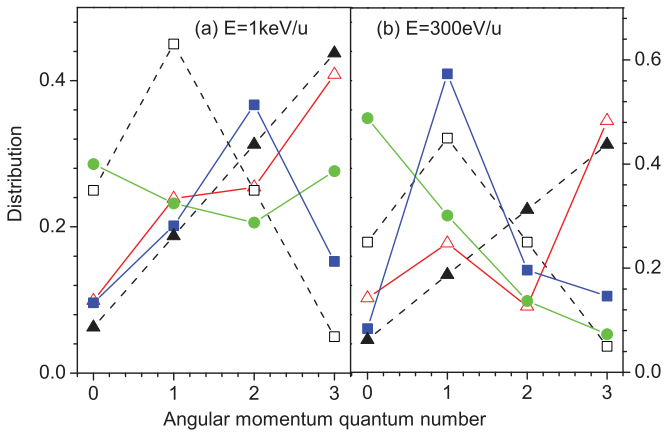 (a) E=1keV/u
(b) E=300eV/u
Distribution
0.4
0.2
0.0
0.6
0.4
0.2
0.0
0 1 2 3
0 1 2 3
Angular momentum quantum number